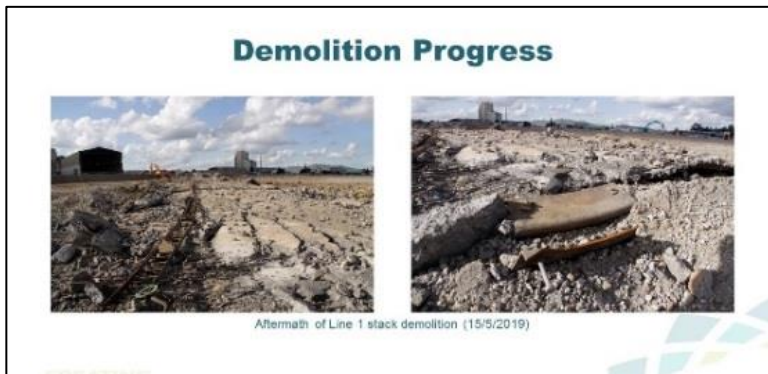 Demolition Progress
Aftermath of Line 1 stack demolition (15/5/2019)